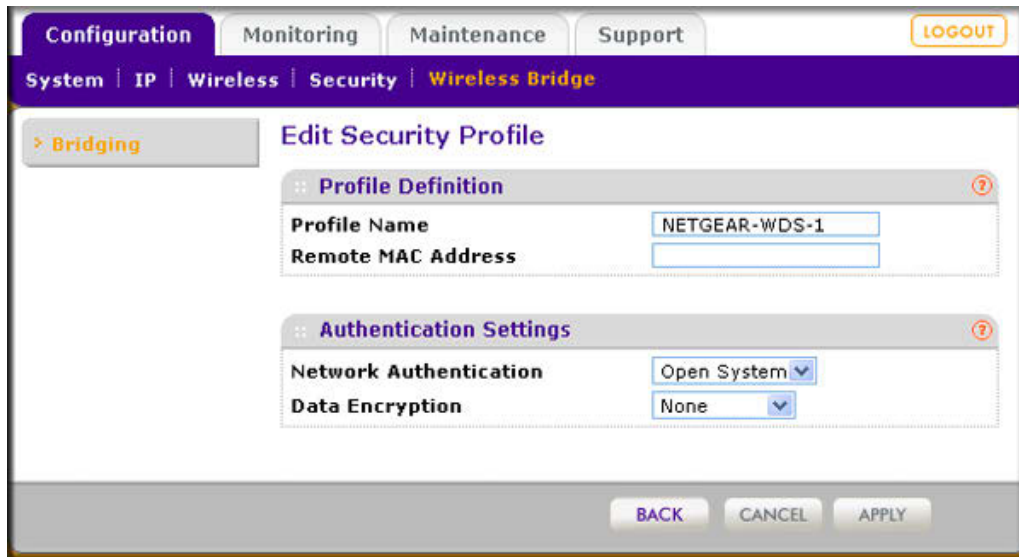 Configuration Monitoring Maintenance Support LOGOUT
System IP Wireless Security Wireless Bridge
Bridging
Edit Security Profile
Profile Definition ?
Profile Name NETGEAR-WDS-1
Remote MAC Address
Authentication Settings ?
Network Authentication Open System
Data Encryption None
BACK CANCEL APPLY